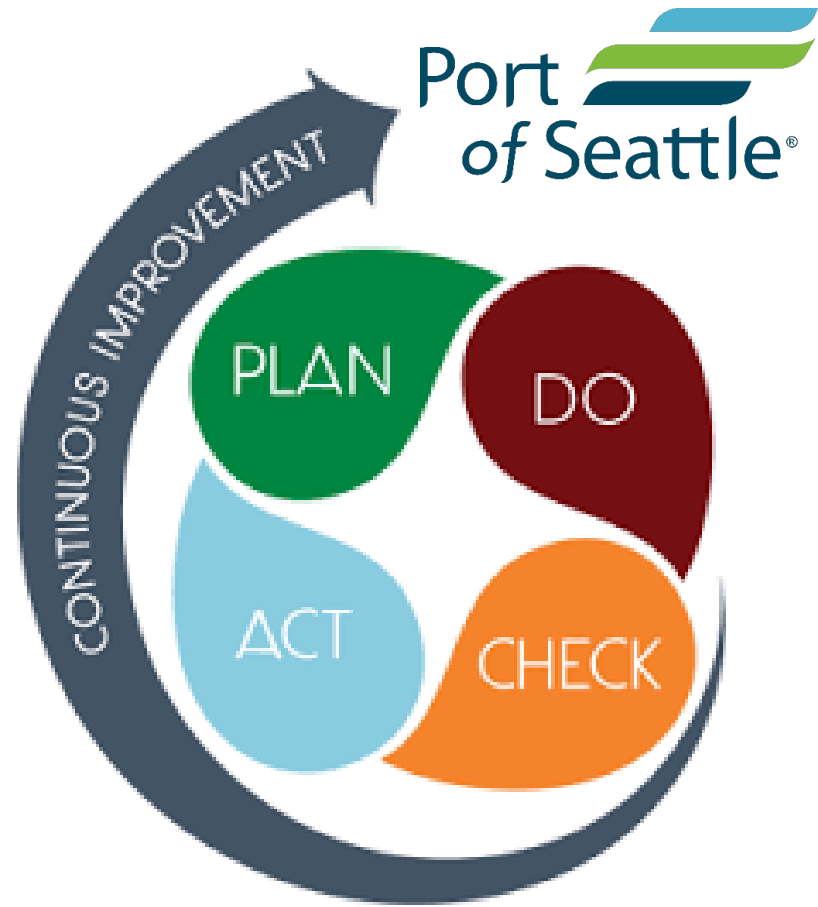 Port
of Seattle®
CONTINUOUS IMPROVEMENT
PLAN
DO
ACT
CHECK